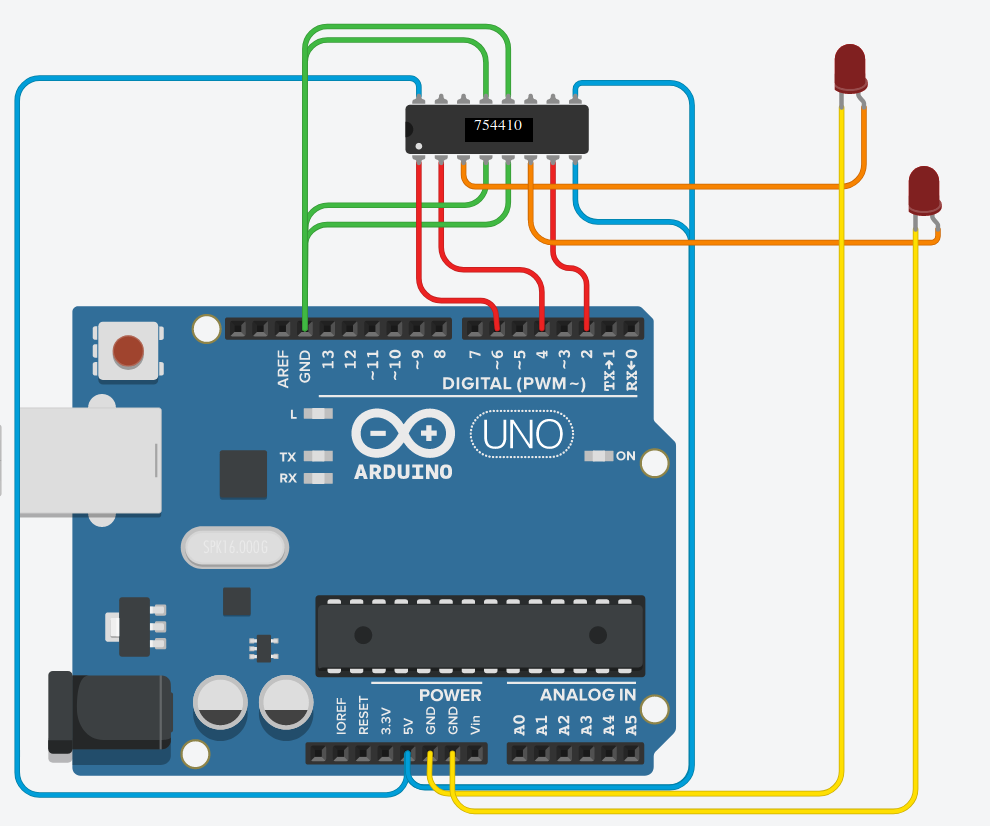 754410
AREF
GND
13
12
~11
~10
~9
8
7
~6
~5
4
~3
2
TX→1
RX←0
DIGITAL (PWM~)
L
UNO
TX
ON
ARDUINO
RX
SPK16.000G
POWER
ANALOG IN
IOREF
RESET
3.3V
5V
GND
GND
Vin
A0
A1
A2
A3
A4
A5